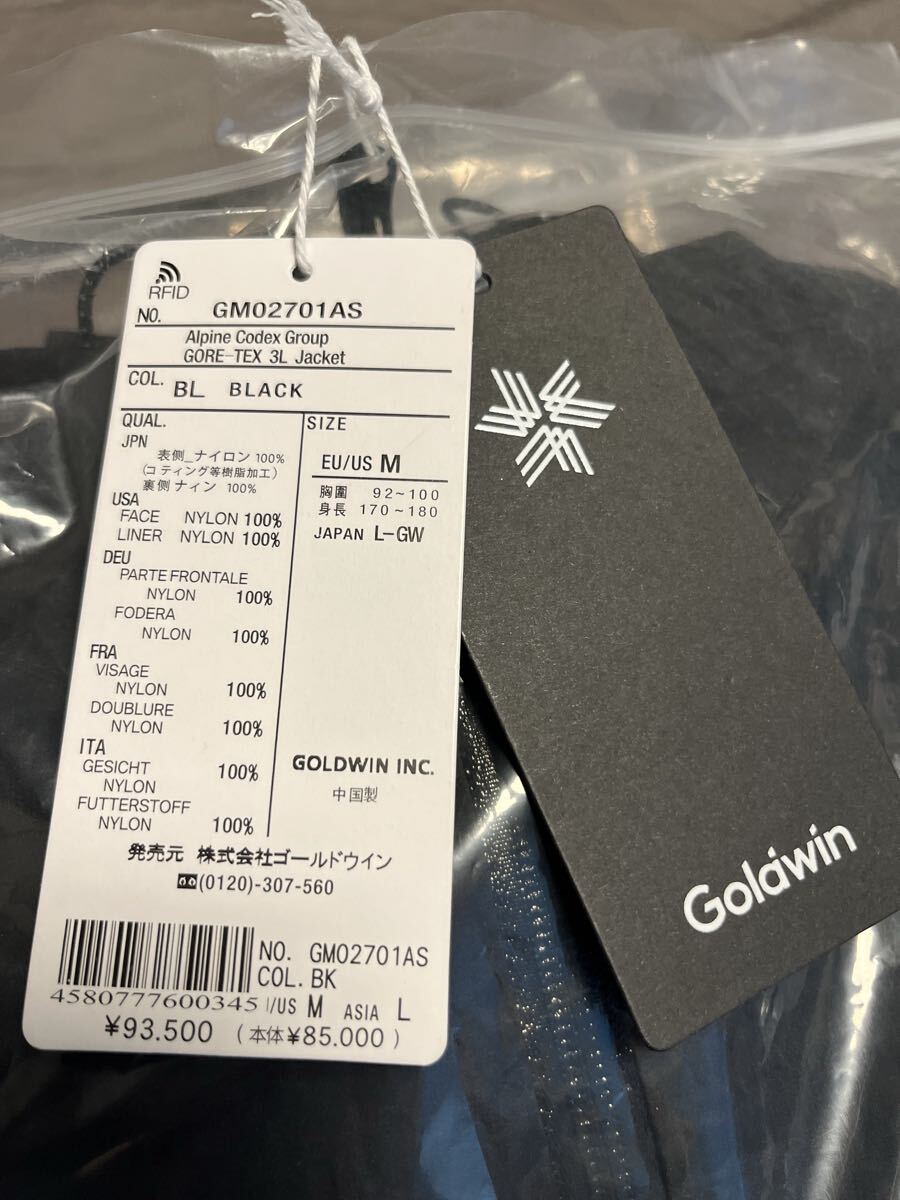 RFID
NO. GM02701AS
Alpine Codex Group
GORE-TEX 3L Jacket
COL. BL BLACK
QUAL.
JPN
表側_ナイロン 100%
(コティング等樹脂加工)
裏側 ナィン 100%
USA
FACE NYLON 100%
LINER NYLON 100%
DEU
PARTE FRONTALE
NYLON 100%
FODERA
NYLON 100%
FRA
VISAGE
NYLON 100%
DOUBLURE
NYLON 100%
ITA
GESICHT
NYLON 100%
FUTTERSTOFF
NYLON 100%
SIZE
EU/US M
胸囲 92~100
身長 170~180
JAPAN L-GW
GOLDWIN INC.
中国製
発売元 株式会社ゴールドウイン
(0120)-307-560
NO. GM02701AS
COL. BK
4580777600345 /US M ASIA L
¥93.500 (本体¥85.000)
Goldwin